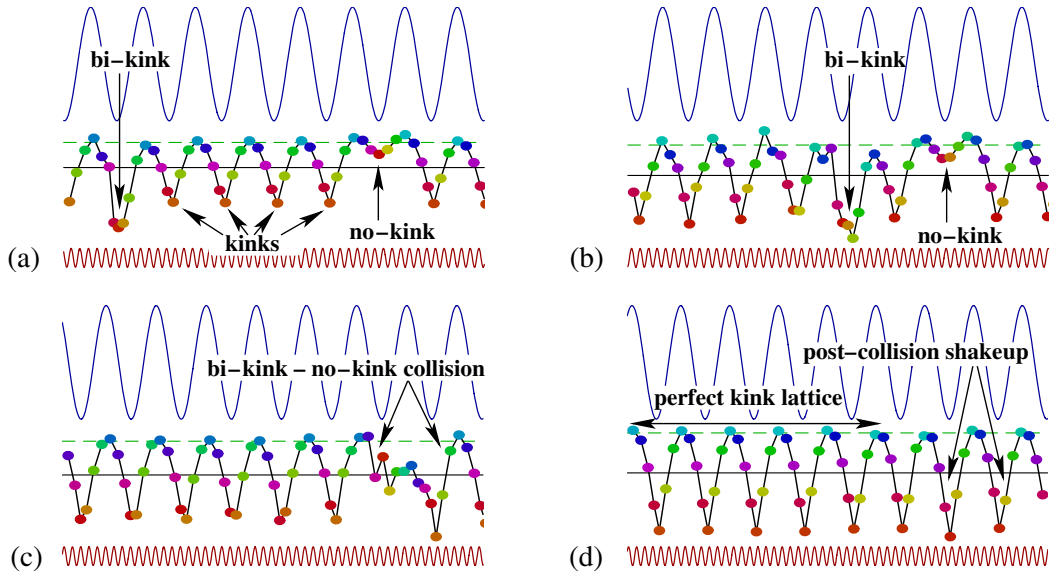 bi−kink
kinks
no−kink
(a)
bi−kink
no−kink
(b)
bi−kink − no−kink collision
(c)
post−collision shakeup
perfect kink lattice
(d)